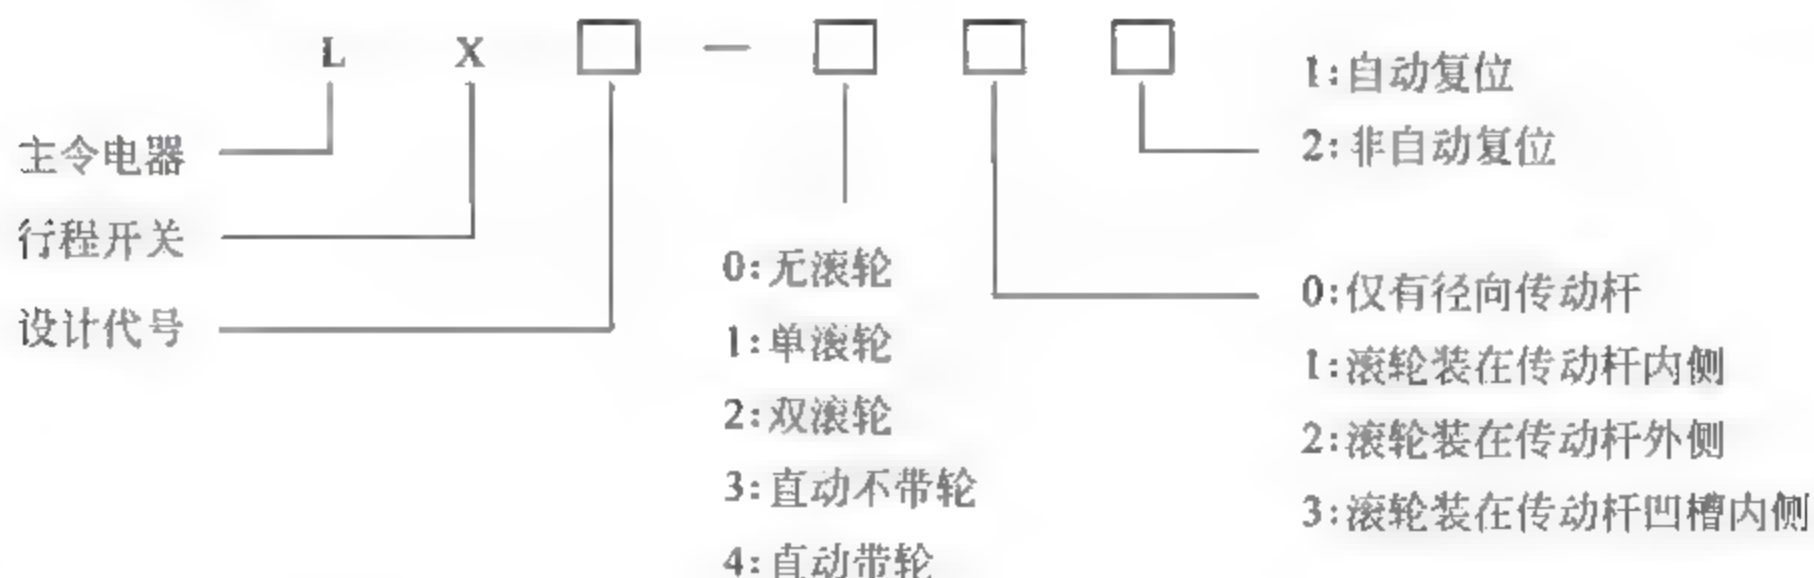 L X □ — □ □ □
主令电器
行程开关
设计代号
0:无滚轮
1:单滚轮
2:双滚轮
3:直动不带轮
4:直动带轮
1:自动复位
2:非自动复位
0:仅有径向传动杆
1:滚轮装在传动杆内侧
2:滚轮装在传动杆外侧
3:滚轮装在传动杆凹槽内侧